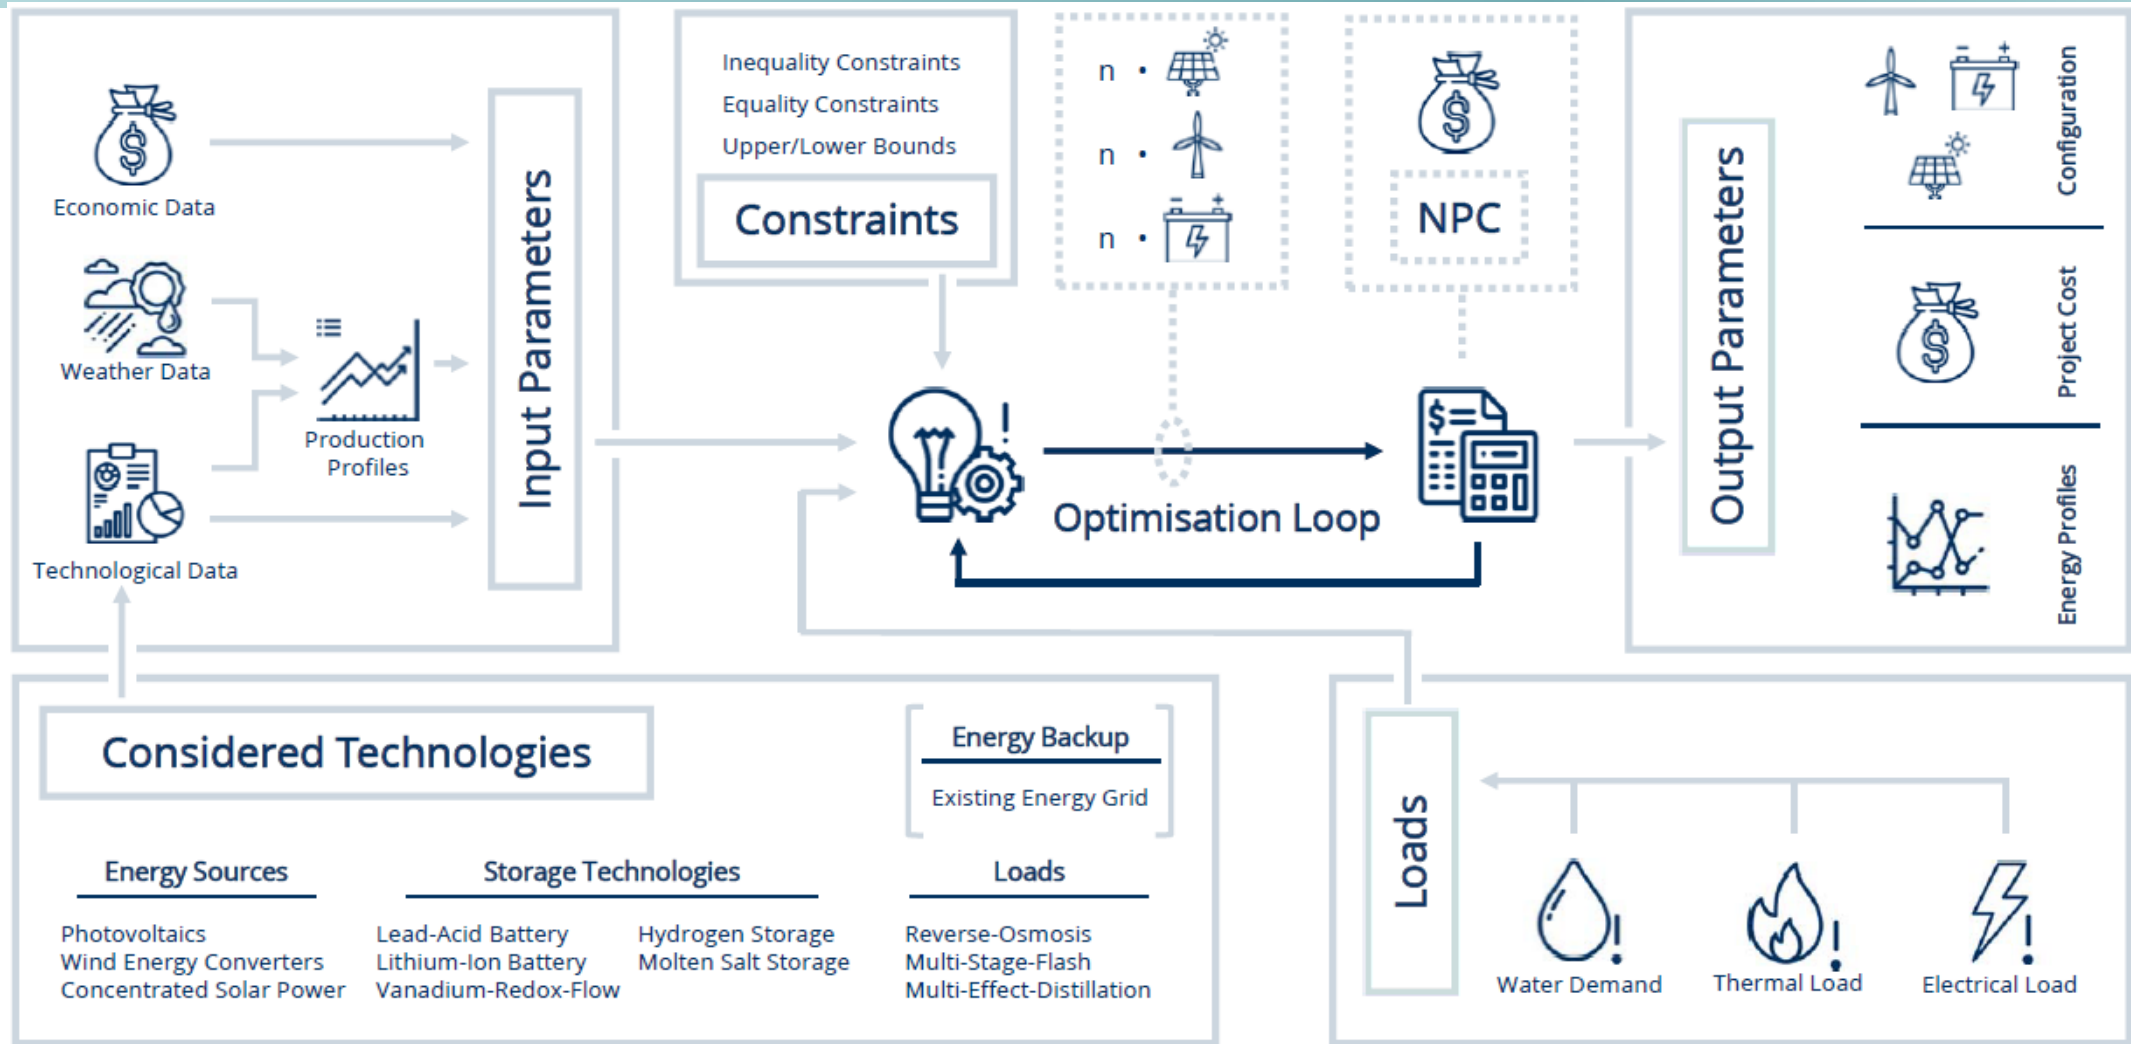 Economic Data
Weather Data
Technological Data
Production
Profiles
Input Parameters
Inequality Constraints
Equality Constraints
Upper/Lower Bounds
Constraints
n •
n •
n •
$
NPC
$=
Optimisation Loop
Output Parameters
Configuration
Project Cost
Energy Profiles
Considered Technologies
Energy Backup
Existing Energy Grid
Energy Sources
Photovoltaics
Wind Energy Converters
Concentrated Solar Power
Storage Technologies
Lead-Acid Battery
Lithium-Ion Battery
Vanadium-Redox-Flow
Hydrogen Storage
Molten Salt Storage
Loads
Reverse-Osmosis
Multi-Stage-Flash
Multi-Effect-Distillation
Loads
Water Demand
Thermal Load
Electrical Load